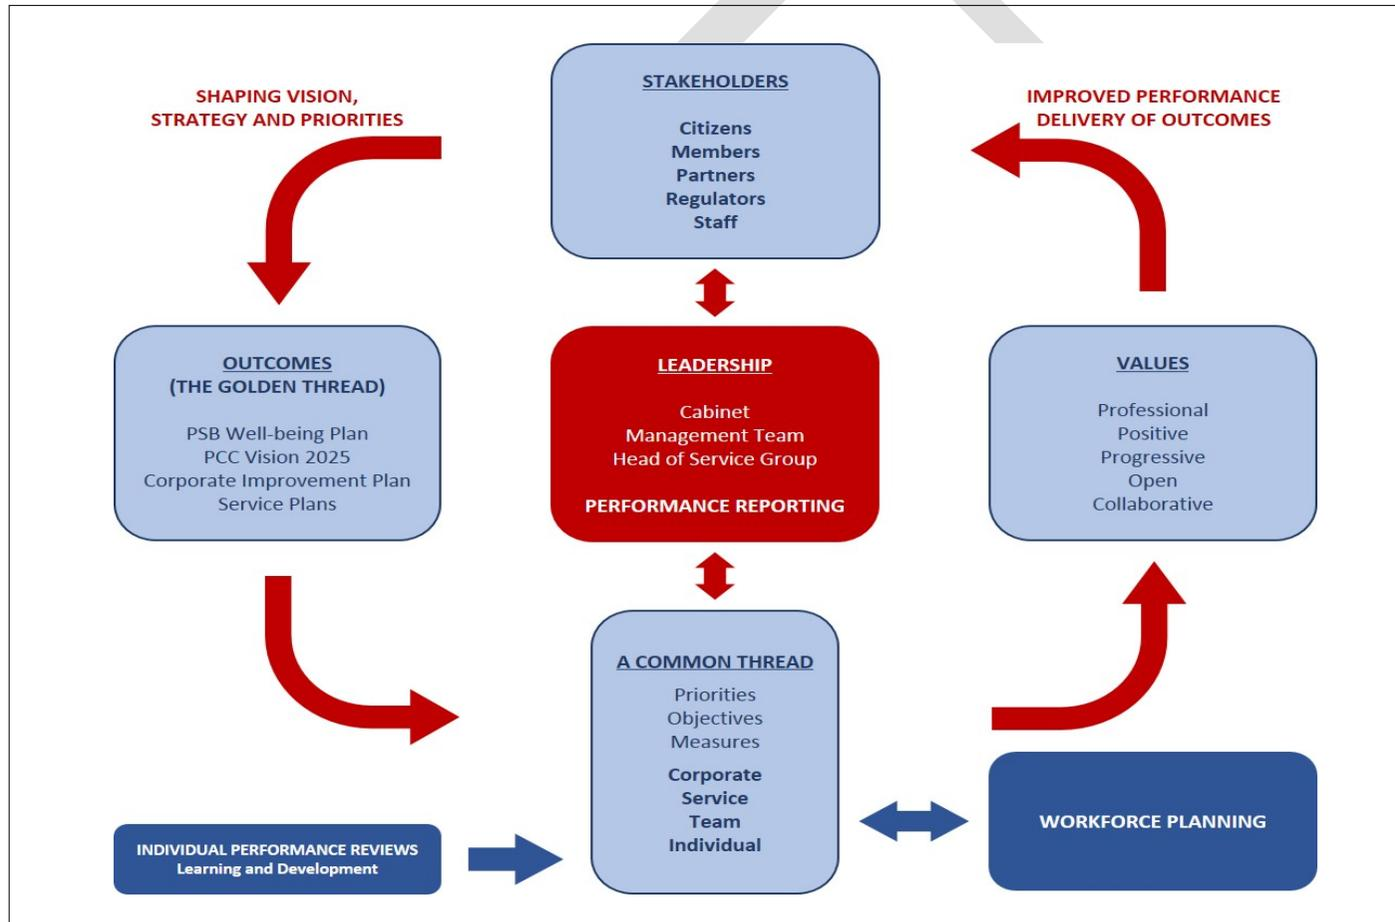 SHAPING VISION,
STRATEGY AND PRIORITIES
STAKEHOLDERS
Citizens
Members
Partners
Regulators
Staff
IMPROVED PERFORMANCE
DELIVERY OF OUTCOMES
OUTCOMES
(THE GOLDEN THREAD)
PSB Well-being Plan
PCC Vision 2025
Corporate Improvement Plan
Service Plans
LEADERSHIP
Cabinet
Management Team
Head of Service Group
PERFORMANCE REPORTING
VALUES
Professional
Positive
Progressive
Open
Collaborative
A COMMON THREAD
Priorities
Objectives
Measures
Corporate
Service
Team
Individual
INDIVIDUAL PERFORMANCE REVIEWS
Learning and Development
WORKFORCE PLANNING